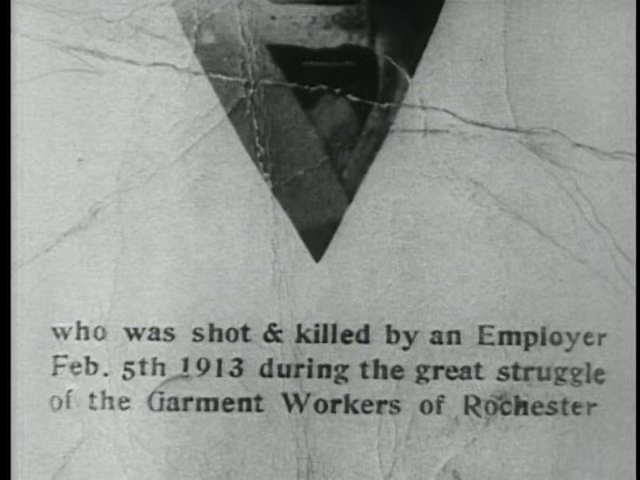 who was shot & killed by an Employer
Feb. 5th 1913 during the great struggle
of the Garment Workers of Rochester